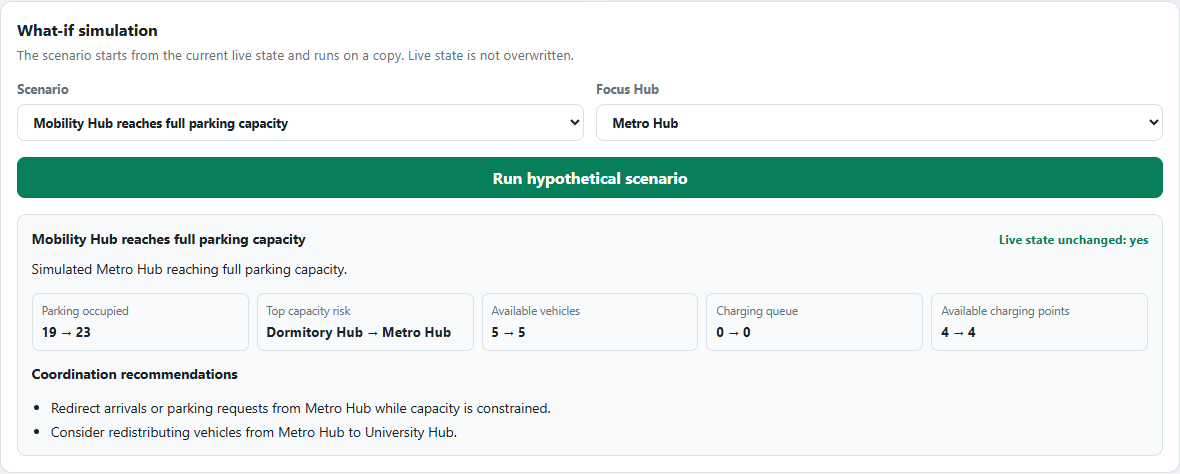 What-if simulation
The scenario starts from the current live state and runs on a copy. Live state is not overwritten.
Scenario
Focus Hub
Mobility Hub reaches full parking capacity
Metro Hub
Run hypothetical scenario
Mobility Hub reaches full parking capacity
Live state unchanged: yes
Simulated Metro Hub reaching full parking capacity.
Parking occupied
19 → 23
Top capacity risk
Dormitory Hub → Metro Hub
Available vehicles
5 → 5
Charging queue
0 → 0
Available charging points
4 → 4
Coordination recommendations
• Redirect arrivals or parking requests from Metro Hub while capacity is constrained.
• Consider redistributing vehicles from Metro Hub to University Hub.